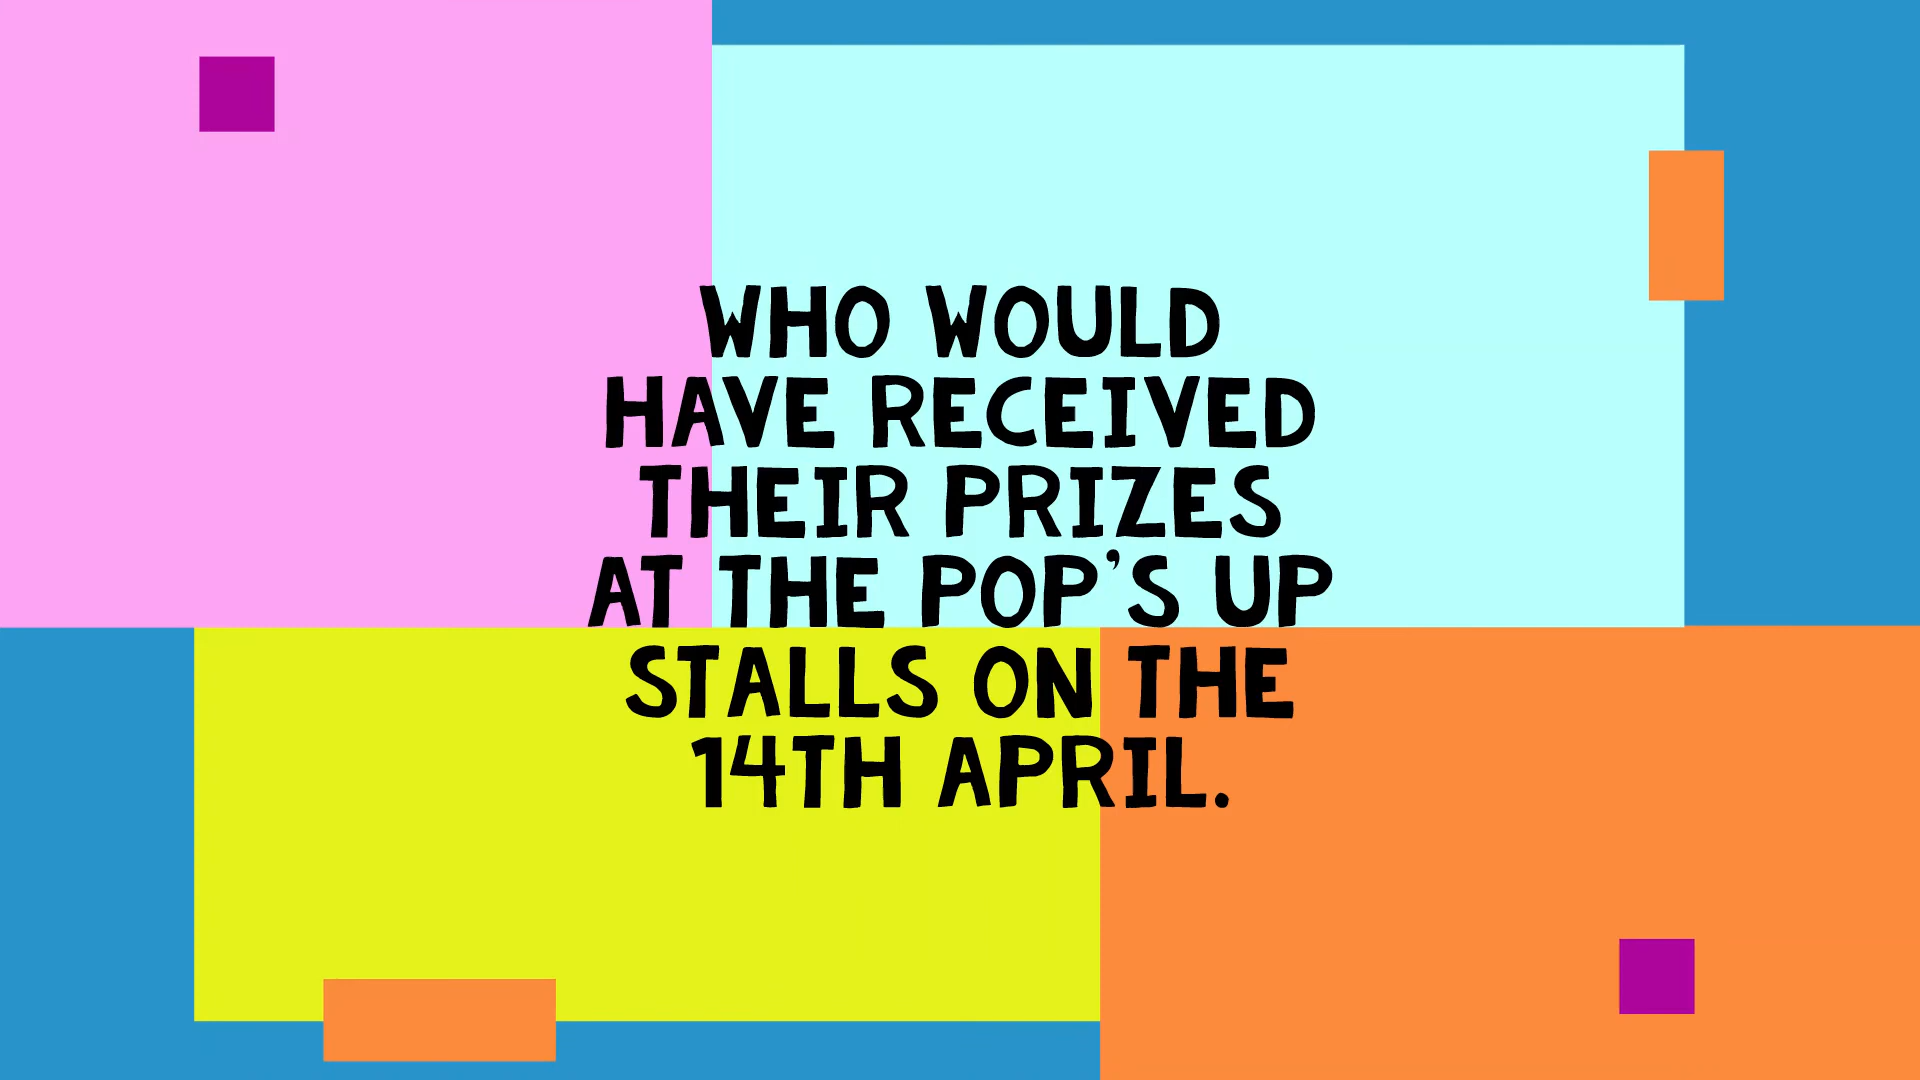 WHO WOULD
HAVE RECEIVED
THEIR PRIZES
AT THE POP'S UP
STALLS ON THE
14TH APRIL.